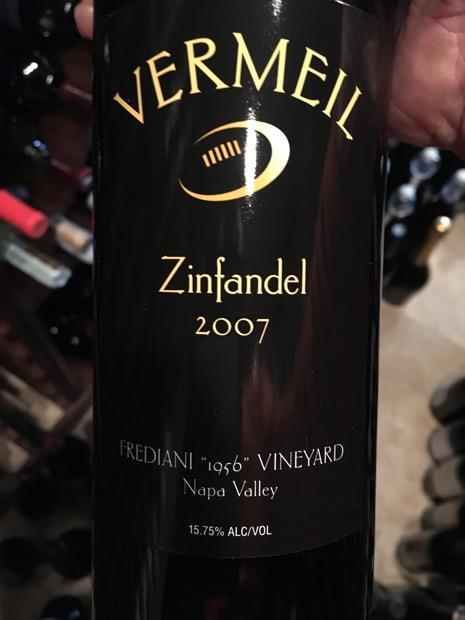 VERMEIL
Zinfandel
2007
FREDIANI "1956" VINEYARD
Napa Valley
15.75% ALC/VOL